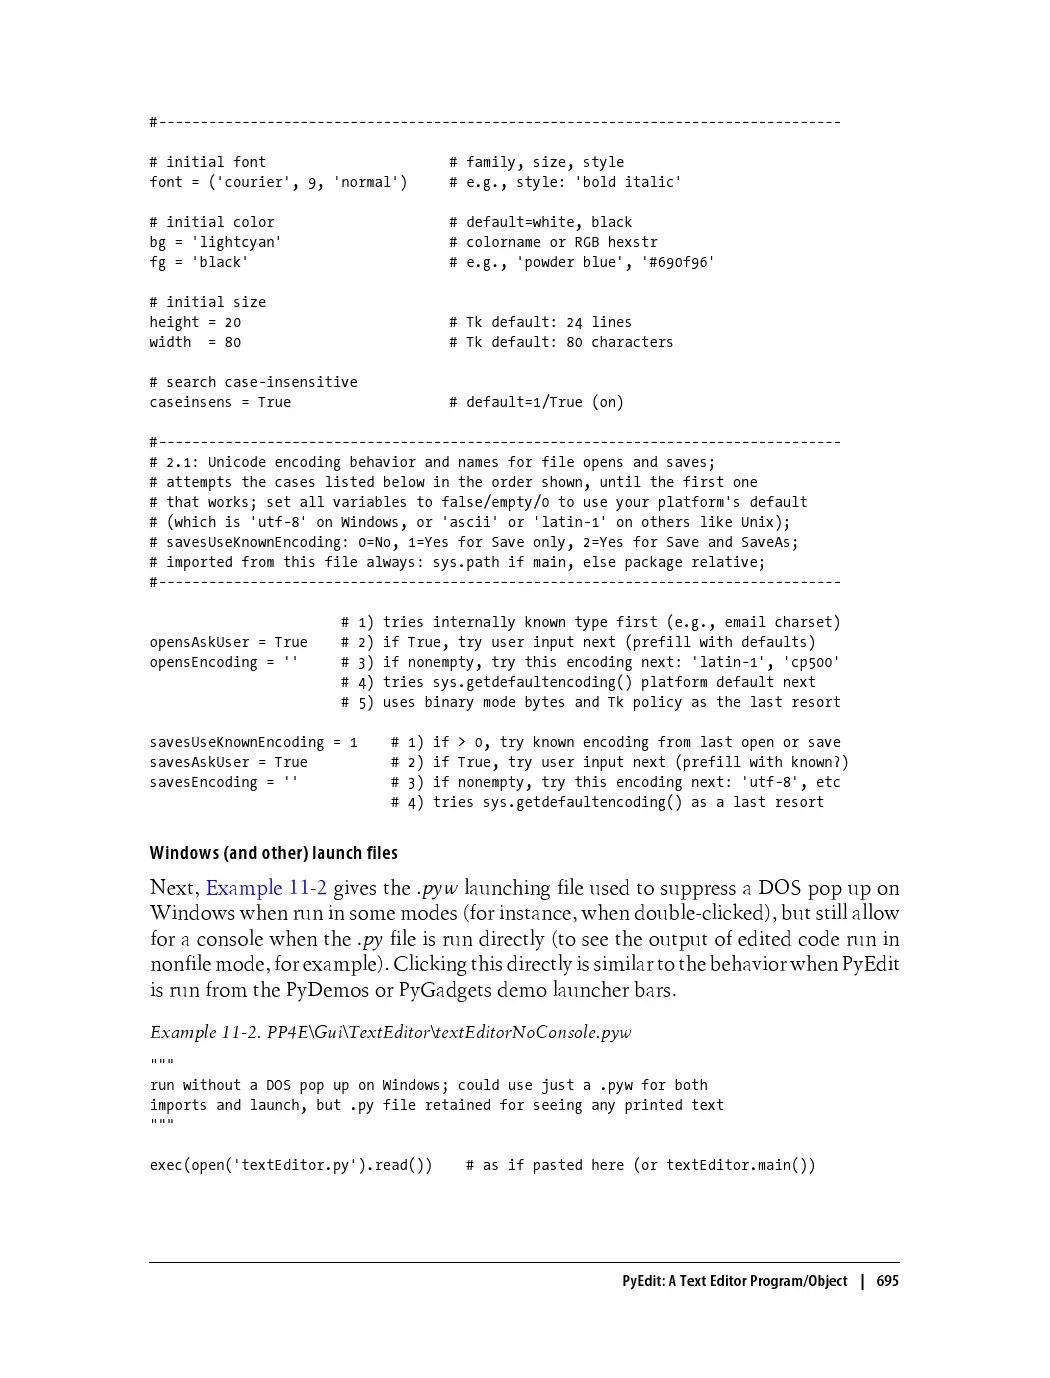 #----------------------------------------------------------------------------------
# initial font                      # family, size, style
font = ('courier', 9, 'normal')     # e.g., style: 'bold italic'
# initial color                     # default=white, black
bg = 'lightcyan'                    # colorname or RGB hexstr
fg = 'black'                        # e.g., 'powder blue', '#690f96'
# initial size
height = 20                         # Tk default: 24 lines
width  = 80                         # Tk default: 80 characters
# search case-insensitive
caseinsens = True                   # default=1/True (on)
#----------------------------------------------------------------------------------
# 2.1: Unicode encoding behavior and names for file opens and saves;
# attempts the cases listed below in the order shown, until the first one
# that works; set all variables to false/empty/0 to use your platform's default
# (which is 'utf-8' on Windows, or 'ascii' or 'latin-1' on others like Unix);
# savesUseKnownEncoding: 0=No, 1=Yes for Save only, 2=Yes for Save and SaveAs;
# imported from this file always: sys.path if main, else package relative;
#----------------------------------------------------------------------------------
                       # 1) tries internally known type first (e.g., email charset)
opensAskUser = True    # 2) if True, try user input next (prefill with defaults)
opensEncoding = ''     # 3) if nonempty, try this encoding next: 'latin-1', 'cp500'
                       # 4) tries sys.getdefaultencoding() platform default next
                       # 5) uses binary mode bytes and Tk policy as the last resort
savesUseKnownEncoding = 1    # 1) if > 0, try known encoding from last open or save
savesAskUser = True          # 2) if True, try user input next (prefill with known?)
savesEncoding = ''           # 3) if nonempty, try this encoding next: 'utf-8', etc
                             # 4) tries sys.getdefaultencoding() as a last resort
Windows (and other) launch files
Next, Example 11-2 gives the .pyw launching file used to suppress a DOS pop up on
Windows when run in some modes (for instance, when double-clicked), but still allow
for a console when the .py file is run directly (to see the output of edited code run in
nonfile mode, for example). Clicking this directly is similar to the behavior when PyEdit
is run from the PyDemos or PyGadgets demo launcher bars.
Example 11-2. PP4E\Gui\TextEditor\textEditorNoConsole.pyw
"""
run without a DOS pop up on Windows; could use just a .pyw for both
imports and launch, but .py file retained for seeing any printed text
"""
exec(open('textEditor.py').read())    # as if pasted here (or textEditor.main())
PyEdit: A Text Editor Program/Object | 695